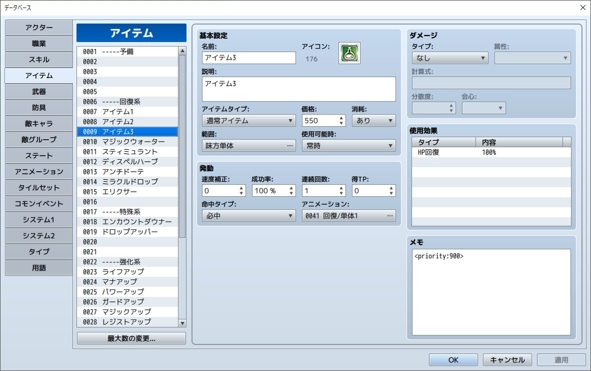 データベース
アクター
職業
スキル
アイテム
武器
防具
敵キャラ
敵グループ
ステート
アニメーション
タイルセット
コモンイベント
システム1
システム2
タイプ
用語
アイテム
0001 -----予備
0002
0003
0004
0005
0006 -----回復系
0007 アイテム1
0008 アイテム2
0009 アイテム3
0010 マジックウォーター
0011 スティミュラント
0012 ディスペルハーブ
0013 アンチドーテ
0014 ミラクルドロップ
0015 エリクサー
0016
0017 -----特殊系
0018 エンカウントダウナー
0019 ドロップアッパー
0020
0021
0022 -----強化系
0023 ライフアップ
0024 マナアップ
0025 パワーアップ
0026 ガードアップ
0027 マジックアップ
0028 レジストアップ
最大数の変更...
基本設定
名前: アイコン:
アイテム3 176
説明:
アイテム3
アイテムタイプ: 価格: 消耗:
通常アイテム 550 あり
範囲: 使用可能時:
味方単体 ... 常時
発動
速度補正: 成功率: 連続回数: 得TP:
0 100 % 1 0
命中タイプ: アニメーション:
必中 0041 回復/単体1 ...
ダメージ
タイプ: 属性:
なし
計算式:
分散度: 会心:
使用効果
タイプ 内容
HP回復 100%
メモ
<priority:900>
OK キャンセル 適用